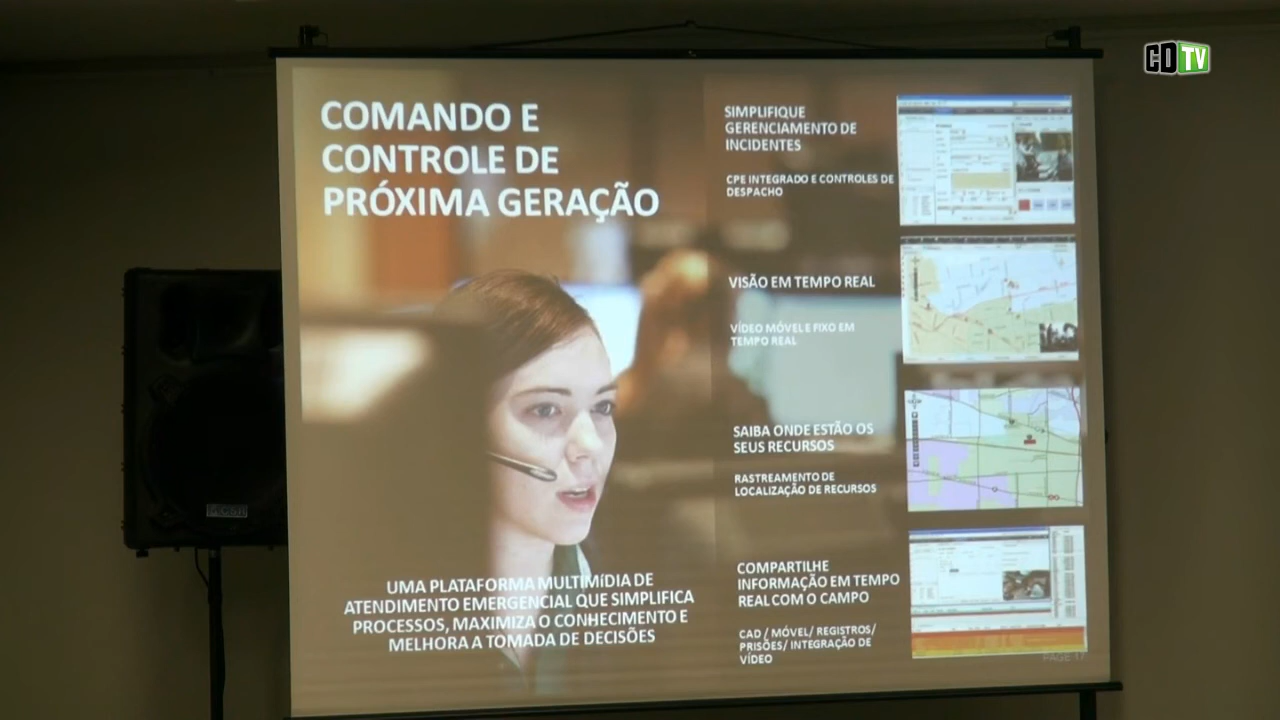 CDTV
COMANDO E
CONTROLE DE
PRÓXIMA GERAÇÃO
UMA PLATAFORMA MULTIMÍDIA DE
ATENDIMENTO EMERGENCIAL QUE SIMPLIFICA
PROCESSOS, MAXIMIZA O CONHECIMENTO E
MELHORA A TOMADA DE DECISÕES
SIMPLIFIQUE
GERENCIAMENTO DE
INCIDENTES
CPE INTEGRADO E CONTROLES DE
DESPACHO
VISÃO EM TEMPO REAL
VÍDEO MÓVEL E FIXO EM
TEMPO REAL
SAIBA ONDE ESTÃO OS
SEUS RECURSOS
RASTREAMENTO DE
LOCALIZAÇÃO DE RECURSOS
COMPARTILHE
INFORMAÇÃO EM TEMPO
REAL COM O CAMPO
CAD / MÓVEL/ REGISTROS/
PRISÕES/ INTEGRAÇÃO DE
VÍDEO
PAGE 17